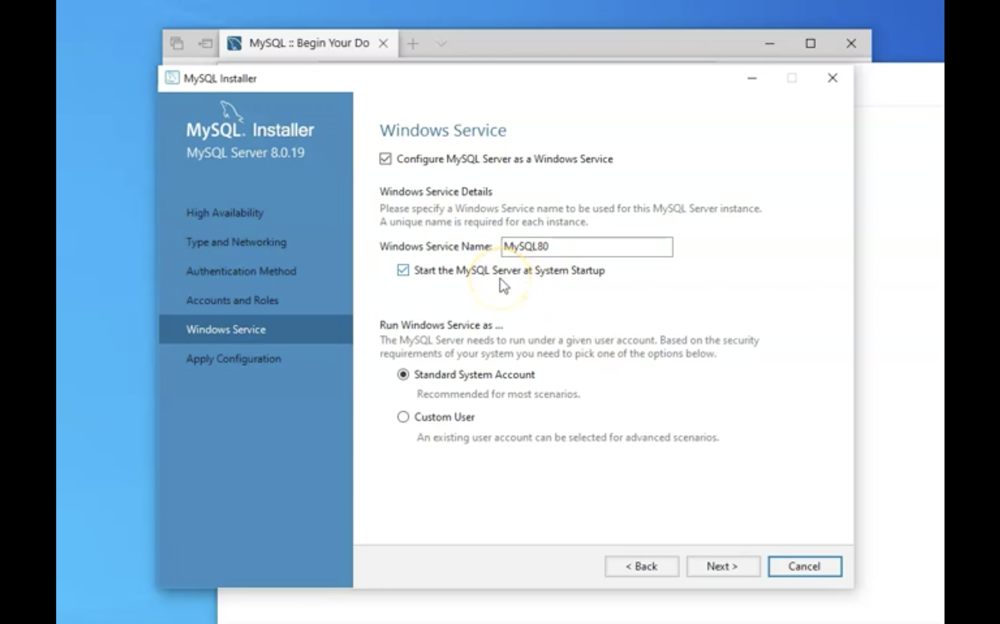 MySQL :: Begin Your Do
MySQL Installer
MySQL. Installer
MySQL Server 8.0.19
High Availability
Type and Networking
Authentication Method
Accounts and Roles
Windows Service
Apply Configuration
Windows Service
Configure MySQL Server as a Windows Service
Windows Service Details
Please specify a Windows Service name to be used for this MySQL Server instance.
A unique name is required for each instance.
Windows Service Name: MySQL80
Start the MySQL Server at System Startup
Run Windows Service as ...
The MySQL Server needs to run under a given user account. Based on the security
requirements of your system you need to pick one of the options below.
Standard System Account
Recommended for most scenarios.
Custom User
An existing user account can be selected for advanced scenarios.
< Back Next > Cancel